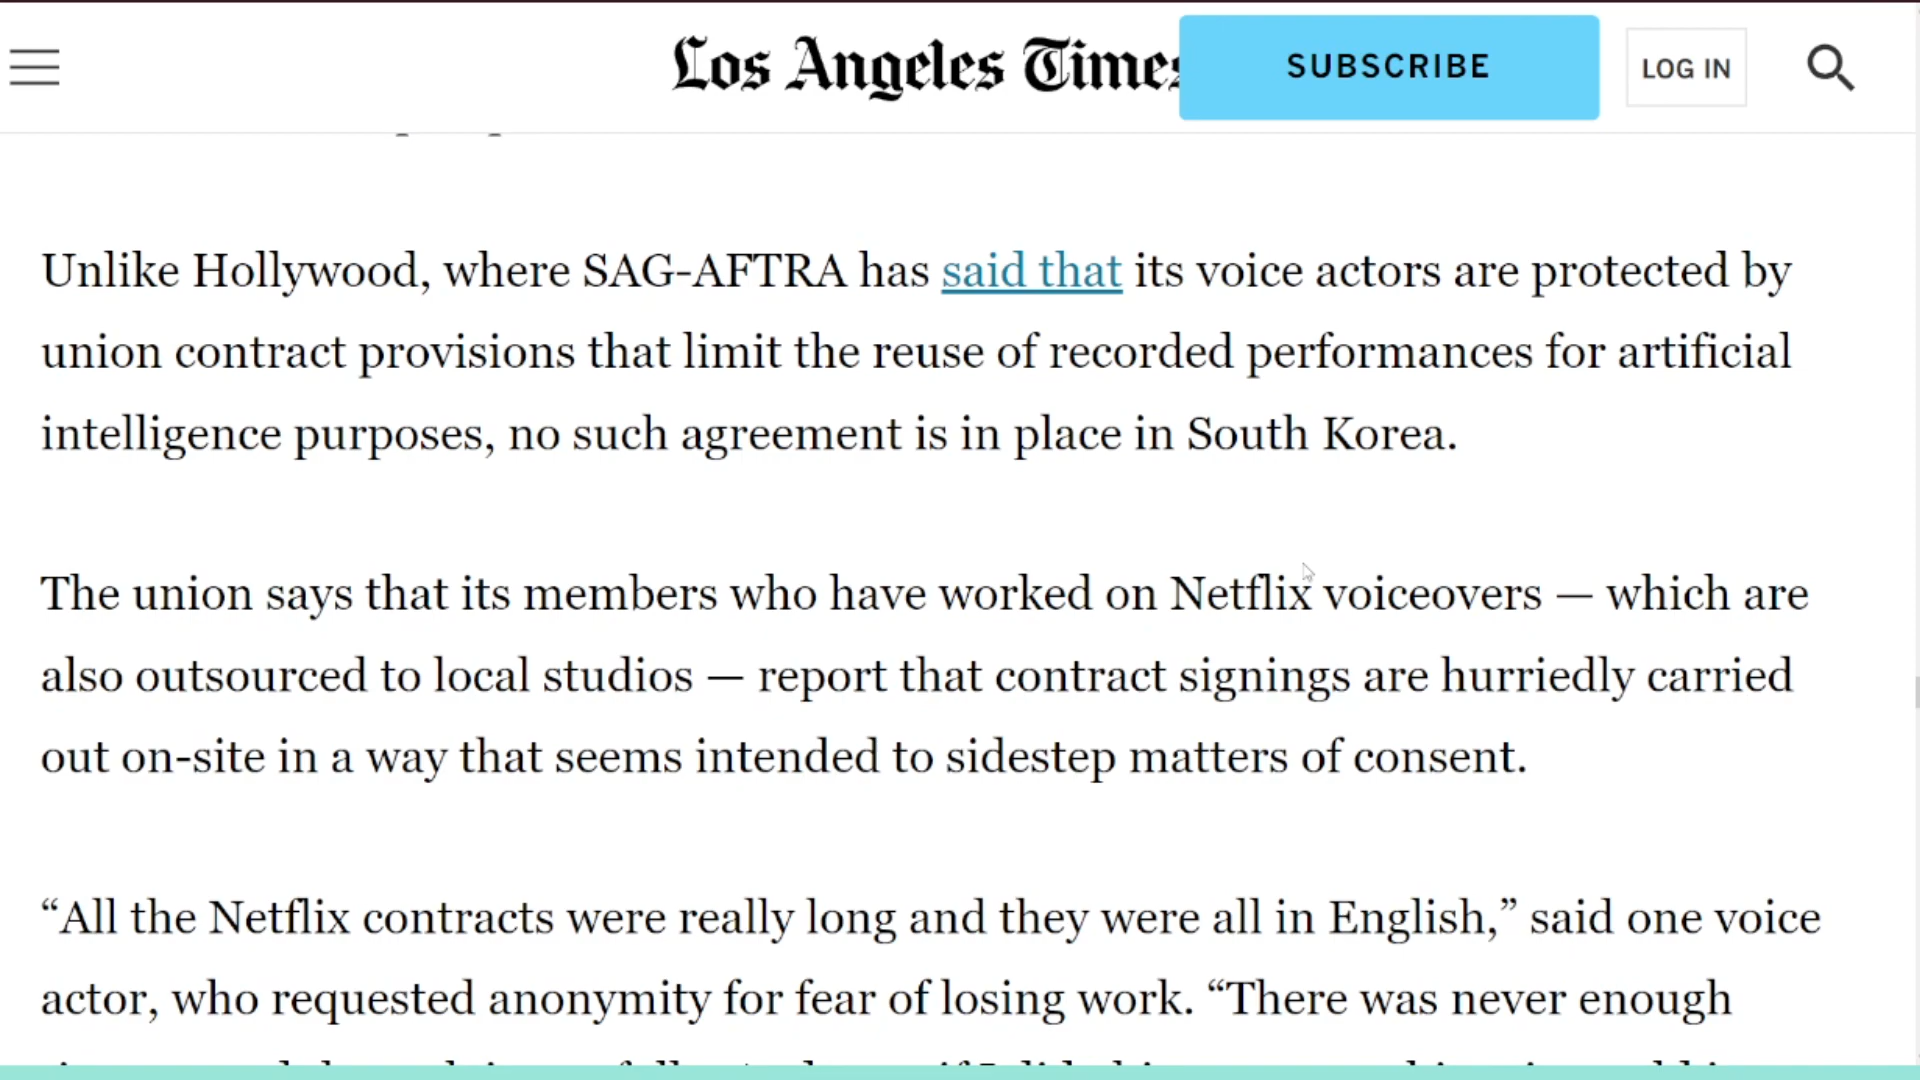 Los Angeles Times
SUBSCRIBE
LOG IN
Unlike Hollywood, where SAG-AFTRA has said that its voice actors are protected by
union contract provisions that limit the reuse of recorded performances for artificial
intelligence purposes, no such agreement is in place in South Korea.
The union says that its members who have worked on Netflix voiceovers — which are
also outsourced to local studios — report that contract signings are hurriedly carried
out on-site in a way that seems intended to sidestep matters of consent.
“All the Netflix contracts were really long and they were all in English,” said one voice
actor, who requested anonymity for fear of losing work. “There was never enough